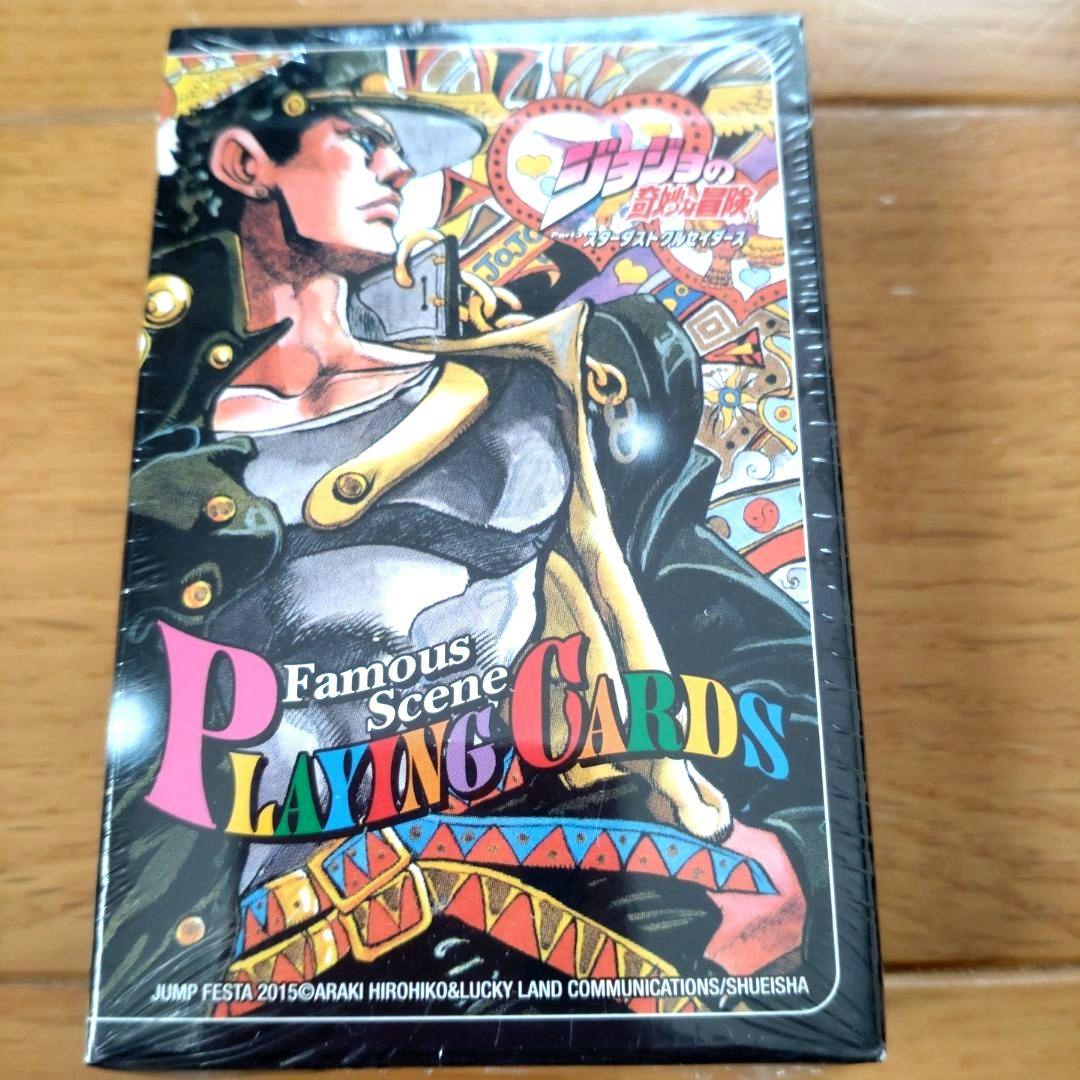 ジョジョの
奇妙な冒険
Part3 スターダスト クルセイダース
JOJO
Famous
Scene
PLAYING CARDS
JUMP FESTA 2015©ARAKI HIROHIKO&LUCKY LAND COMMUNICATIONS/SHUEISHA